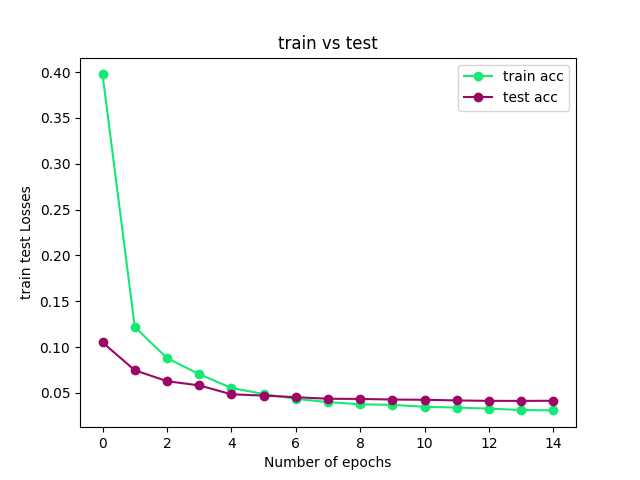 train vs test
train acc
test acc
train test Losses
0.40
0.35
0.30
0.25
0.20
0.15
0.10
0.05
0 2 4 6 8 10 12 14
Number of epochs